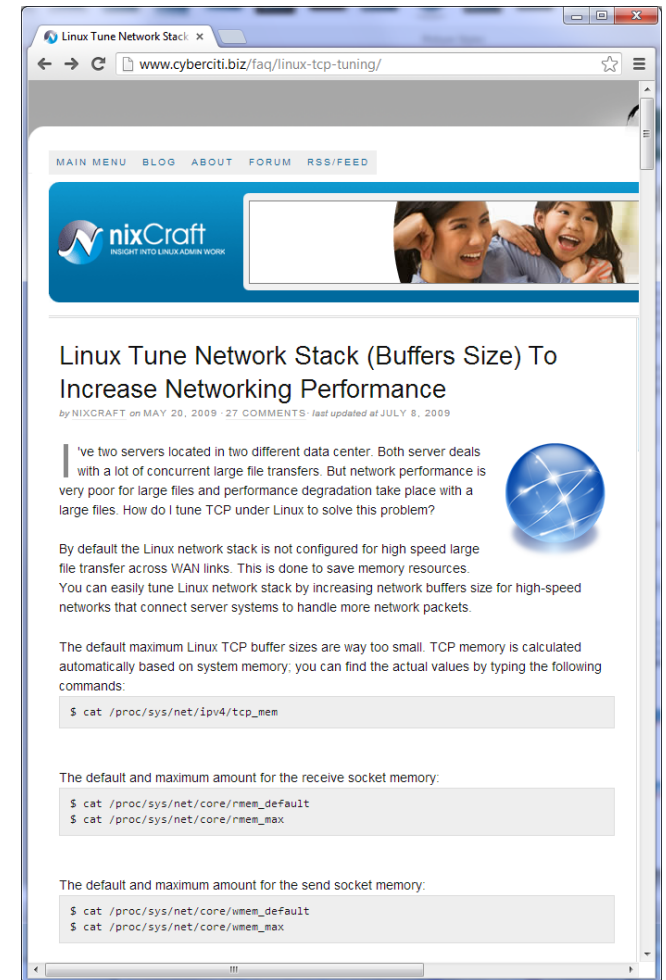 Linux Tune Network Stack
www.cyberciti.biz/faq/linux-tcp-tuning/
MAIN MENU BLOG ABOUT FORUM RSS/FEED
nixCraft
INSIGHT INTO LINUX ADMIN WORK
Linux Tune Network Stack (Buffers Size) To
Increase Networking Performance
by NIXCRAFT on MAY 20, 2009 · 27 COMMENTS · last updated at JULY 8, 2009
I 've two servers located in two different data center. Both server deals
with a lot of concurrent large file transfers. But network performance is
very poor for large files and performance degradation take place with a
large files. How do I tune TCP under Linux to solve this problem?
By default the Linux network stack is not configured for high speed large
file transfer across WAN links. This is done to save memory resources.
You can easily tune Linux network stack by increasing network buffers size for high-speed
networks that connect server systems to handle more network packets.
The default maximum Linux TCP buffer sizes are way too small. TCP memory is calculated
automatically based on system memory; you can find the actual values by typing the following
commands:
$ cat /proc/sys/net/ipv4/tcp_mem
The default and maximum amount for the receive socket memory:
$ cat /proc/sys/net/core/rmem_default
$ cat /proc/sys/net/core/rmem_max
The default and maximum amount for the send socket memory:
$ cat /proc/sys/net/core/wmem_default
$ cat /proc/sys/net/core/wmem_max